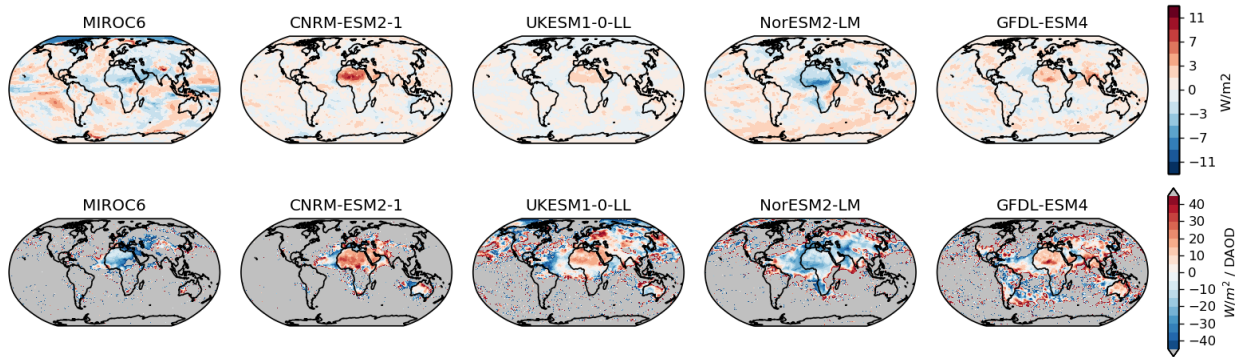 MIROC6
CNRM-ESM2-1
UKESM1-0-LL
NorESM2-LM
GFDL-ESM4
11
7
3
0
−3
−7
−11
W/m2
MIROC6
CNRM-ESM2-1
UKESM1-0-LL
NorESM2-LM
GFDL-ESM4
40
30
20
10
0
−10
−20
−30
−40
W/m² / DAOD